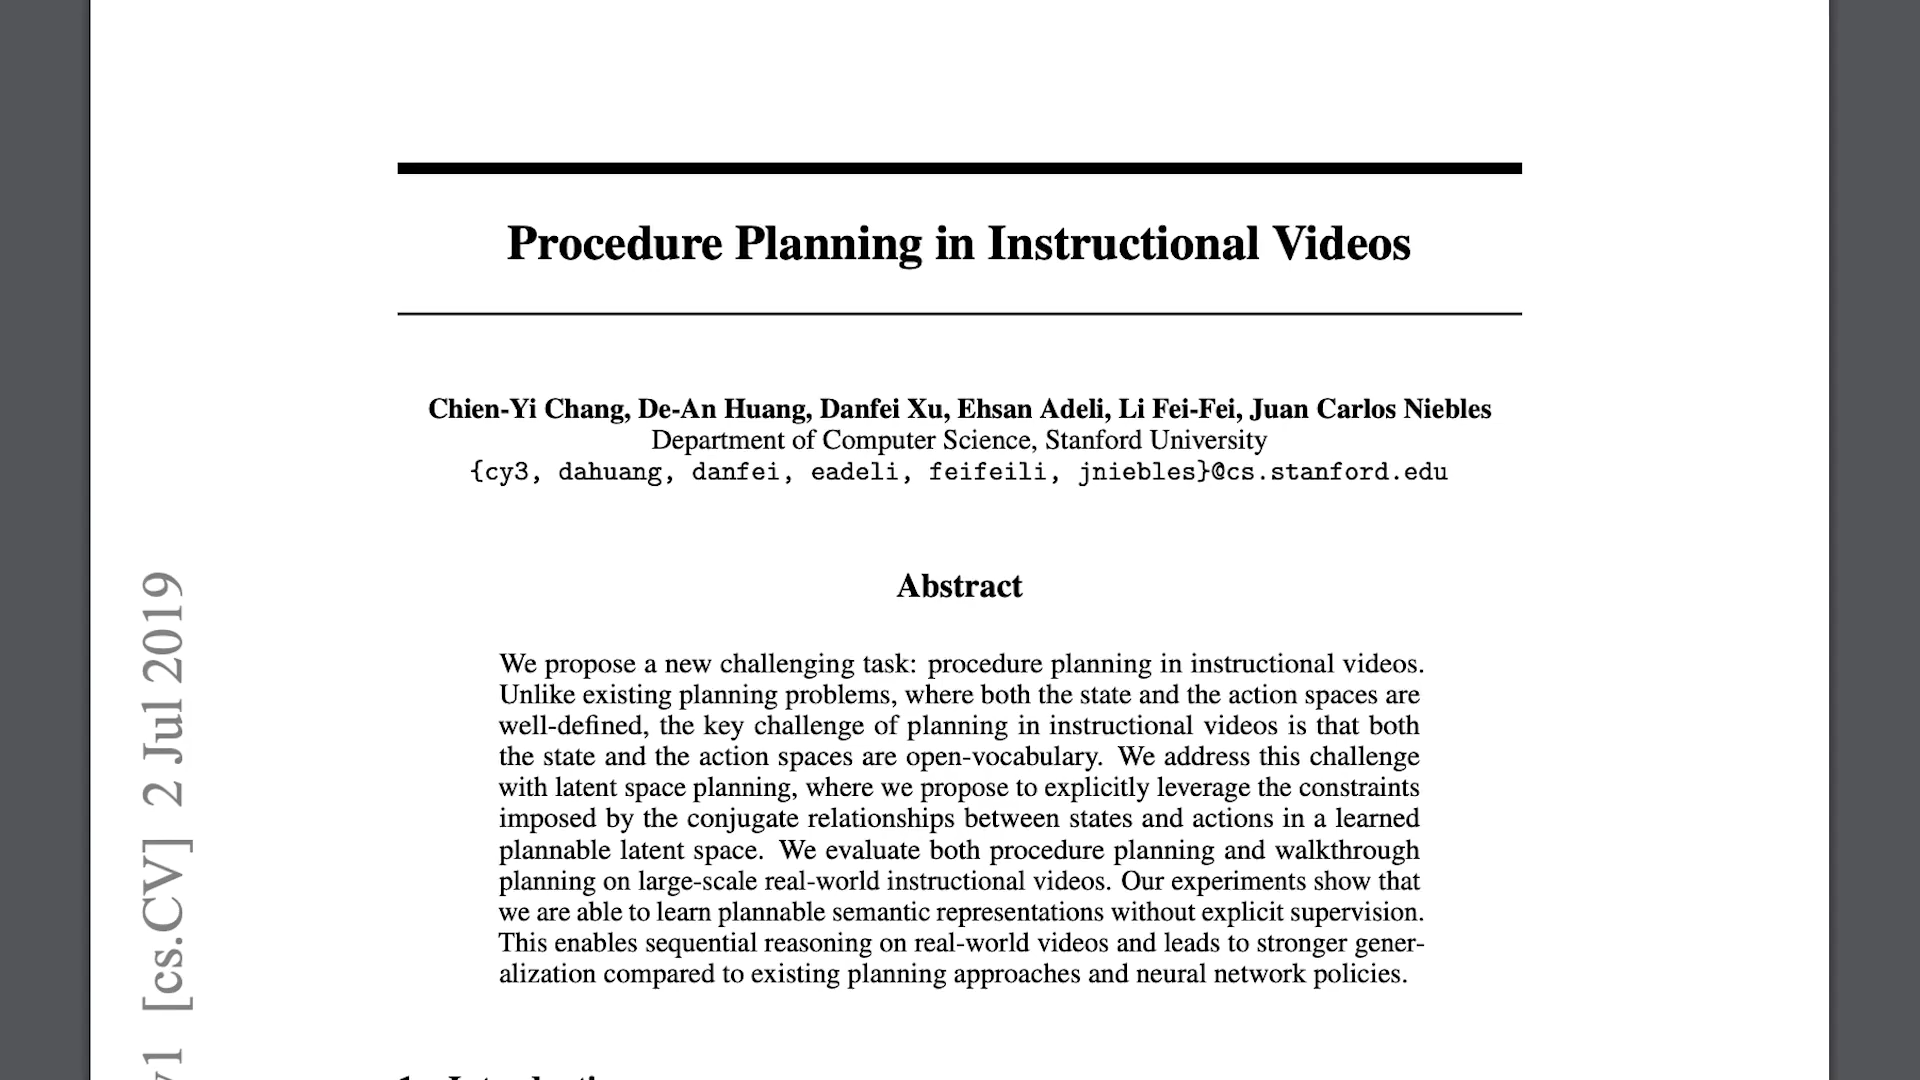 Procedure Planning in Instructional Videos
Chien-Yi Chang, De-An Huang, Danfei Xu, Ehsan Adeli, Li Fei-Fei, Juan Carlos Niebles
Department of Computer Science, Stanford University
{cy3, dahuang, danfei, eadeli, feifeili, jniebles}@cs.stanford.edu
Abstract
We propose a new challenging task: procedure planning in instructional videos.
Unlike existing planning problems, where both the state and the action spaces are
well-defined, the key challenge of planning in instructional videos is that both
the state and the action spaces are open-vocabulary. We address this challenge
with latent space planning, where we propose to explicitly leverage the constraints
imposed by the conjugate relationships between states and actions in a learned
plannable latent space. We evaluate both procedure planning and walkthrough
planning on large-scale real-world instructional videos. Our experiments show that
we are able to learn plannable semantic representations without explicit supervision.
This enables sequential reasoning on real-world videos and leads to stronger gener-
alization compared to existing planning approaches and neural network policies.
v1 [cs.CV] 2 Jul 2019